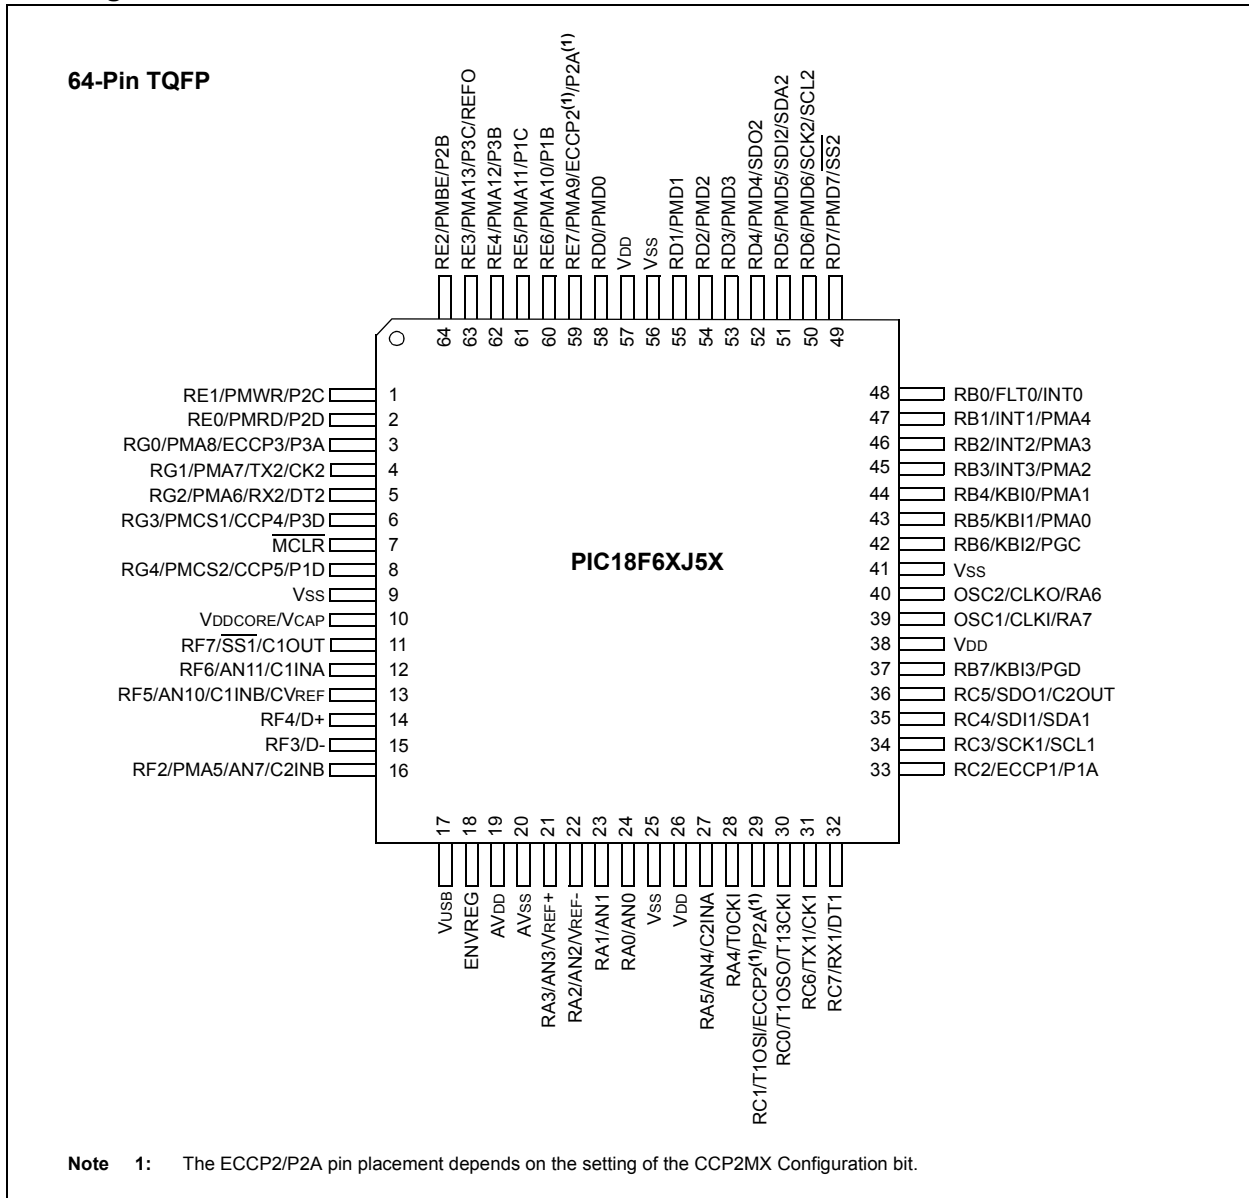 64-Pin TQFP
RE2/PMBE/P2B
RE3/PMA13/P3C/REFO
RE4/PMA12/P3B
RE5/PMA11/P1C
RE6/PMA10/P1B
RE7/PMA9/ECCP2(1)/P2A(1)
RD0/PMD0
VDD
VSS
RD1/PMD1
RD2/PMD2
RD3/PMD3
RD4/PMD4/SDO2
RD5/PMD5/SDI2/SDA2
RD6/PMD6/SCK2/SCL2
RD7/PMD7/SS2
64 63 62 61 60 59 58 57 56 55 54 53 52 51 50 49
RE1/PMWR/P2C 1
RE0/PMRD/P2D 2
RG0/PMA8/ECCP3/P3A 3
RG1/PMA7/TX2/CK2 4
RG2/PMA6/RX2/DT2 5
RG3/PMCS1/CCP4/P3D 6
MCLR 7
RG4/PMCS2/CCP5/P1D 8
VSS 9
VDDCORE/VCAP 10
RF7/SS1/C1OUT 11
RF6/AN11/C1INA 12
RF5/AN10/C1INB/CVREF 13
RF4/D+ 14
RF3/D- 15
RF2/PMA5/AN7/C2INB 16
PIC18F6XJ5X
48 RB0/FLT0/INT0
47 RB1/INT1/PMA4
46 RB2/INT2/PMA3
45 RB3/INT3/PMA2
44 RB4/KBI0/PMA1
43 RB5/KBI1/PMA0
42 RB6/KBI2/PGC
41 VSS
40 OSC2/CLKO/RA6
39 OSC1/CLKI/RA7
38 VDD
37 RB7/KBI3/PGD
36 RC5/SDO1/C2OUT
35 RC4/SDI1/SDA1
34 RC3/SCK1/SCL1
33 RC2/ECCP1/P1A
17 18 19 20 21 22 23 24 25 26 27 28 29 30 31 32
VUSB
ENVREG
AVDD
AVSS
RA3/AN3/VREF+
RA2/AN2/VREF-
RA1/AN1
RA0/AN0
VSS
VDD
RA5/AN4/C2INA
RA4/T0CKI
RC1/T1OSI/ECCP2(1)/P2A(1)
RC0/T1OSO/T13CKI
RC6/TX1/CK1
RC7/RX1/DT1
Note 1: The ECCP2/P2A pin placement depends on the setting of the CCP2MX Configuration bit.